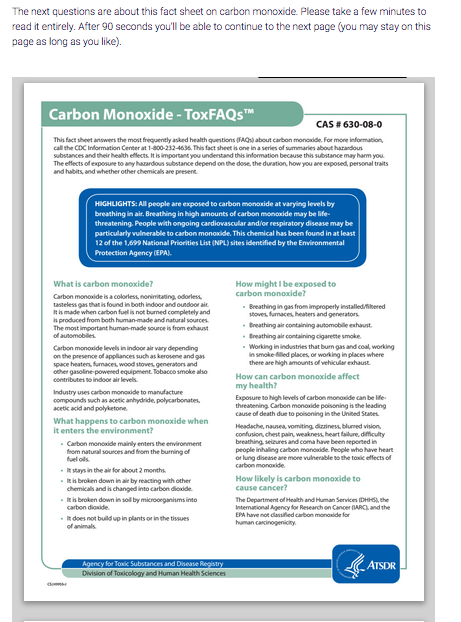 The next questions are about this fact sheet on carbon monoxide. Please take a few minutes to
read it entirely. After 90 seconds you'll be able to continue to the next page (you may stay on this
page as long as you like).
Carbon Monoxide - ToxFAQs™
CAS # 630-08-0
This fact sheet answers the most frequently asked health questions (FAQs) about carbon monoxide. For more information,
call the CDC Information Center at 1-800-232-4636. This fact sheet is one in a series of summaries about hazardous
substances and their health effects. It is important you understand this information because this substance may harm you.
The effects of exposure to any hazardous substance depend on the dose, the duration, how you are exposed, personal traits
and habits, and whether other chemicals are present.
HIGHLIGHTS: All people are exposed to carbon monoxide at varying levels by
breathing in air. Breathing in high amounts of carbon monoxide may be life-
threatening. People with ongoing cardiovascular and/or respiratory disease may be
particularly vulnerable to carbon monoxide. This chemical has been found in at least
12 of the 1,699 National Priorities List (NPL) sites identified by the Environmental
Protection Agency (EPA).
What is carbon monoxide?
Carbon monoxide is a colorless, nonirritating, odorless,
tasteless gas that is found in both indoor and outdoor air.
It is made when carbon fuel is not burned completely and
is produced from both human-made and natural sources.
The most important human-made source is from exhaust
of automobiles.
Carbon monoxide levels in indoor air vary depending
on the presence of appliances such as kerosene and gas
space heaters, furnaces, wood stoves, generators and
other gasoline-powered equipment. Tobacco smoke also
contributes to indoor air levels.
Industry uses carbon monoxide to manufacture
compounds such as acetic anhydride, polycarbonates,
acetic acid and polyketone.
What happens to carbon monoxide when
it enters the environment?
• Carbon monoxide mainly enters the environment
from natural sources and from the burning of
fuel oils.
• It stays in the air for about 2 months.
• It is broken down in air by reacting with other
chemicals and is changed into carbon dioxide.
• It is broken down in soil by microorganisms into
carbon dioxide.
• It does not build up in plants or in the tissues
of animals.
How might I be exposed to
carbon monoxide?
• Breathing in gas from improperly installed/filtered
stoves, furnaces, heaters and generators.
• Breathing air containing automobile exhaust.
• Breathing air containing cigarette smoke.
• Working in industries that burn gas and coal, working
in smoke-filled places, or working in places where
there are high amounts of vehicular exhaust.
How can carbon monoxide affect
my health?
Exposure to high levels of carbon monoxide can be life-
threatening. Carbon monoxide poisoning is the leading
cause of death due to poisoning in the United States.
Headache, nausea, vomiting, dizziness, blurred vision,
confusion, chest pain, weakness, heart failure, difficulty
breathing, seizures and coma have been reported in
people inhaling carbon monoxide. People who have heart
or lung disease are more vulnerable to the toxic effects of
carbon monoxide.
How likely is carbon monoxide to
cause cancer?
The Department of Health and Human Services (DHHS), the
International Agency for Research on Cancer (IARC), and the
EPA have not classified carbon monoxide for
human carcinogenicity.
Agency for Toxic Substances and Disease Registry
Division of Toxicology and Human Health Sciences
ATSDR